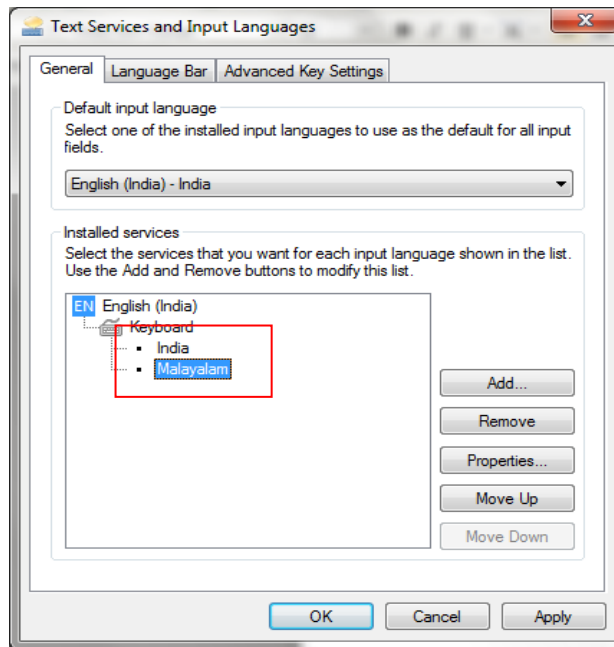 Text Services and Input Languages
General
Language Bar
Advanced Key Settings
Default input language
Select one of the installed input languages to use as the default for all input
fields.
English (India) - India
Installed services
Select the services that you want for each input language shown in the list.
Use the Add and Remove buttons to modify this list.
EN English (India)
Keyboard
India
Malayalam
Add...
Remove
Properties...
Move Up
Move Down
OK
Cancel
Apply